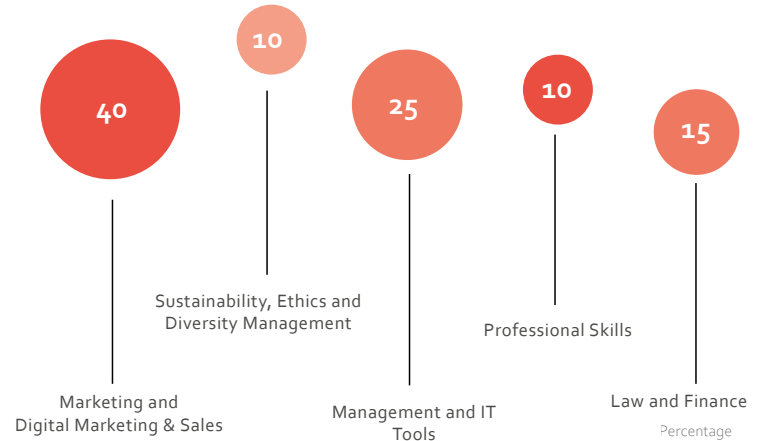 40
10
25
10
15
Sustainability, Ethics and
Diversity Management
Professional Skills
Marketing and
Digital Marketing & Sales
Management and IT
Tools
Law and Finance
Percentage